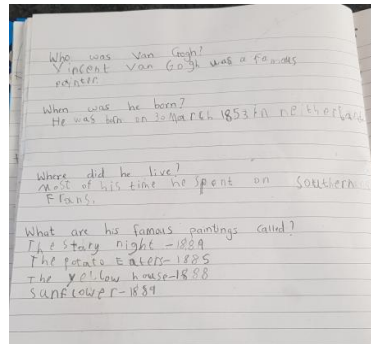 Who was Van Gogh?
Vincent Van Gogh was a famous
painter
When was he born?
He was born on 30 March 1853 in neitherland
Where did he live?
Most of his time he spent on Southern
Frans.
What are his famous paintings called?
The stary night - 1889
The potato Eaters - 1885
The yellow house - 1888
Sunflower - 1889